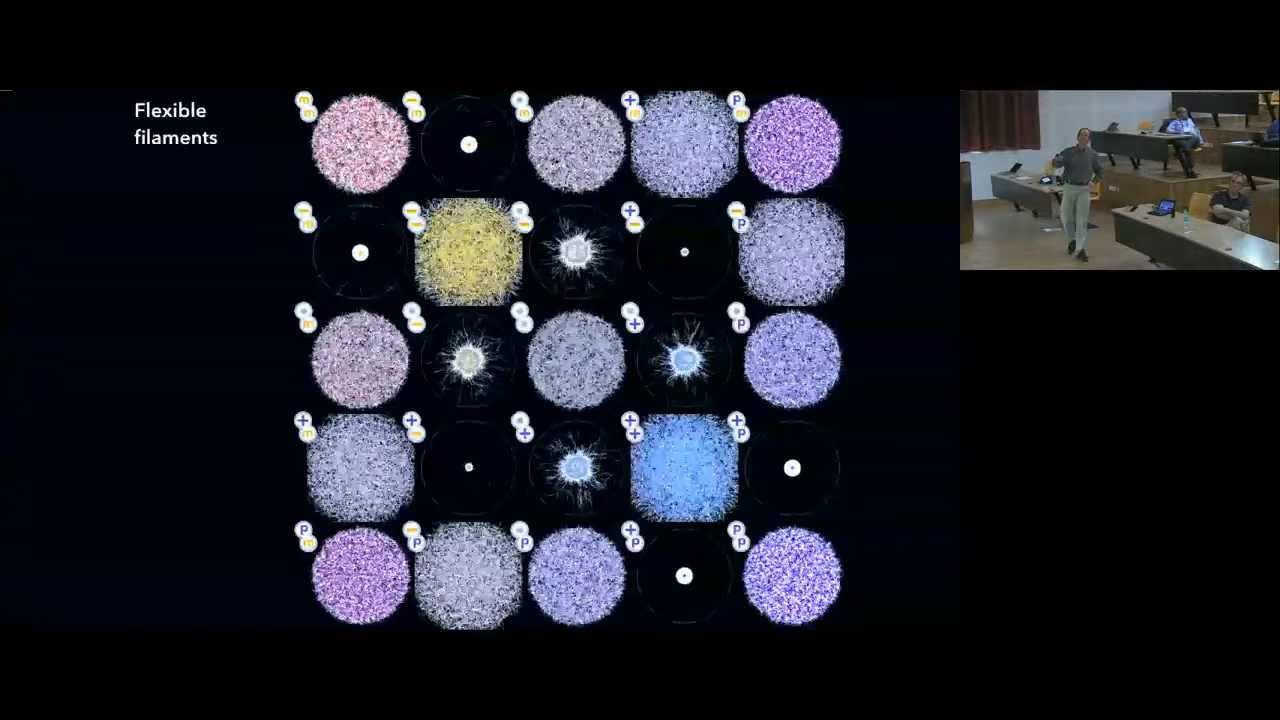 Flexible
filaments
m − + P
m m m m m
− − + −
m − − − P
m − + P
+ + + +
m − + + P
P − + P
m P P P P